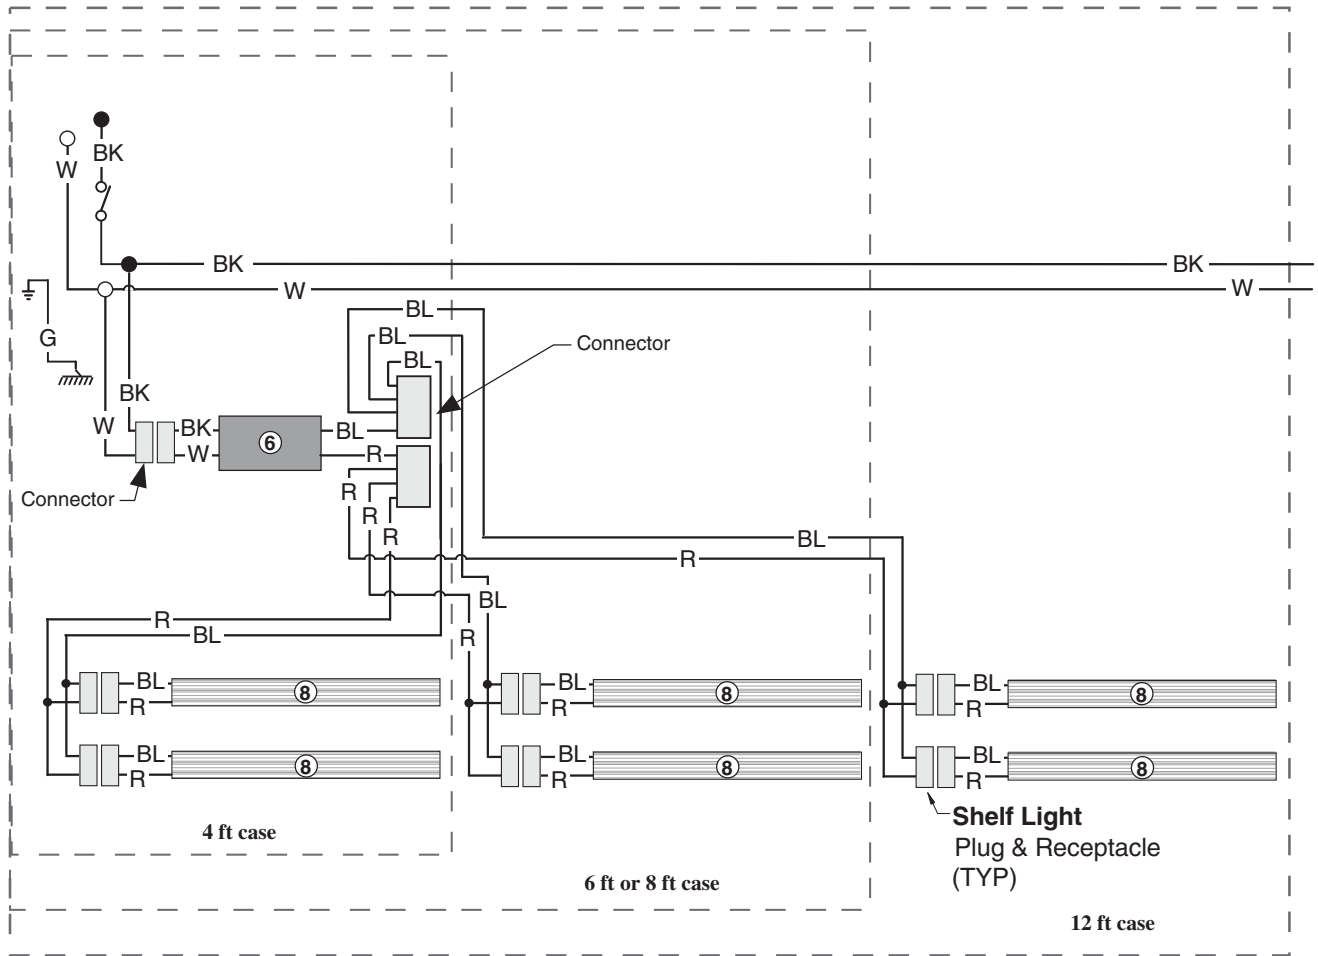 BK
W
BK
BK
W
W
G
BL
BL
Connector
BL
BK
W
BK
BL
6
W
R
Connector
R
R
R
BL
R
BL
R
BL
R
BL
8
R
BL
8
R
BL
8
R
BL
8
R
BL
8
R
BL
8
R
Shelf Light
Plug & Receptacle
(TYP)
4 ft case
6 ft or 8 ft case
12 ft case